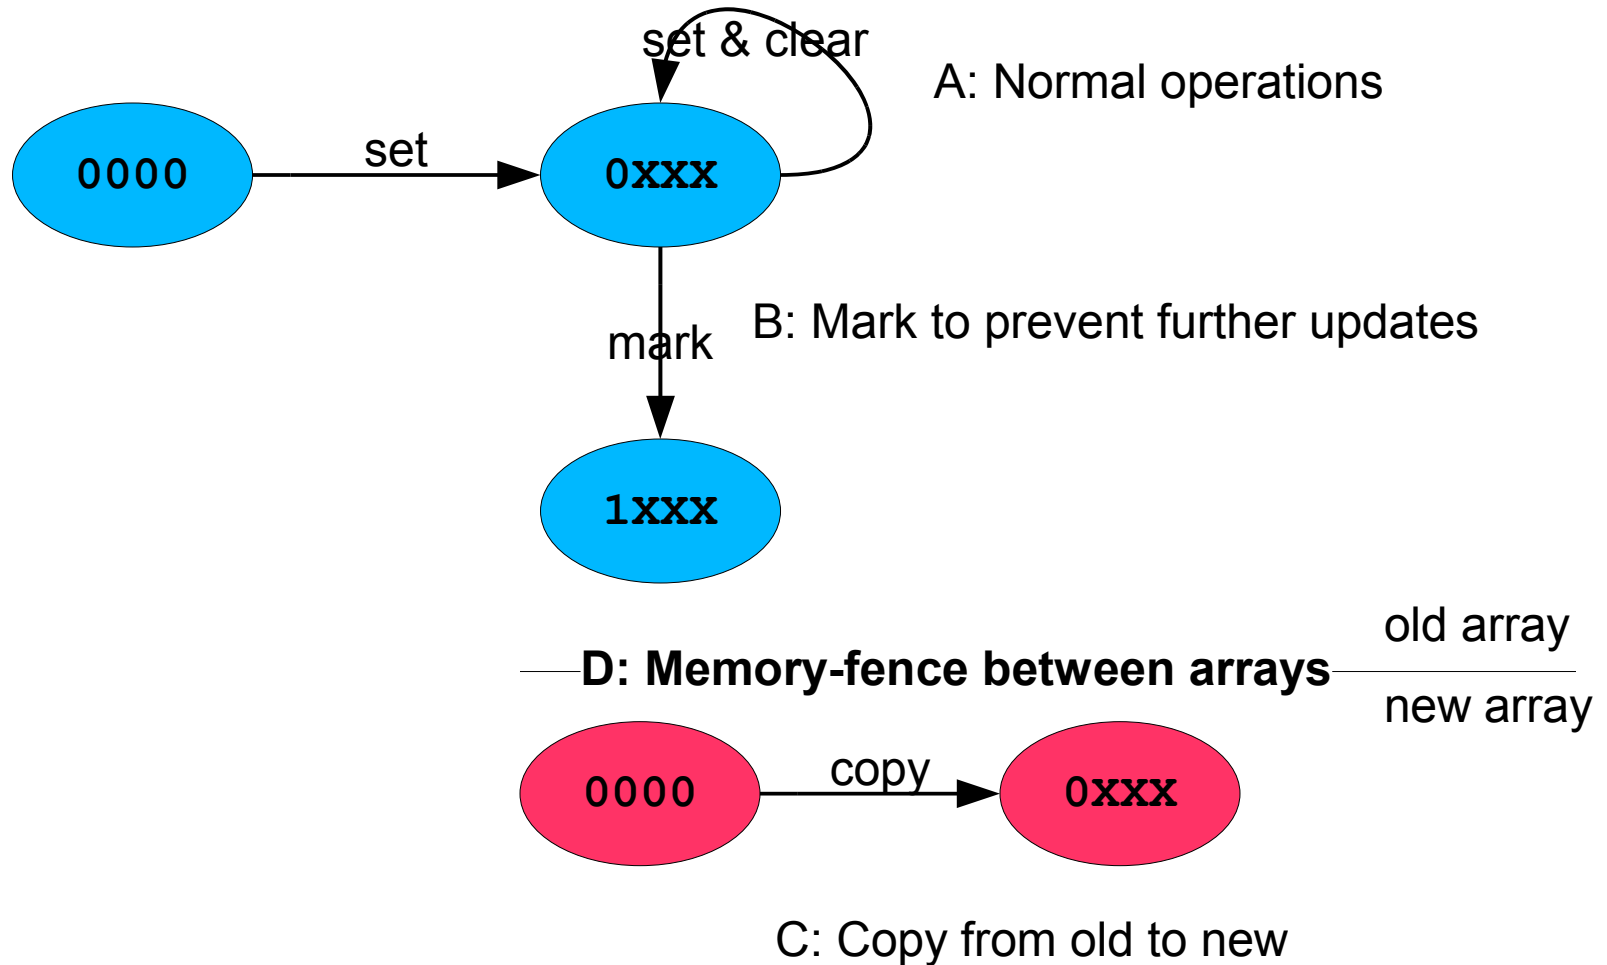 set & clear
A: Normal operations
0000
set
0xxx
mark
B: Mark to prevent further updates
1xxx
old array
D: Memory-fence between arrays
new array
0000
copy
0xxx
C: Copy from old to new